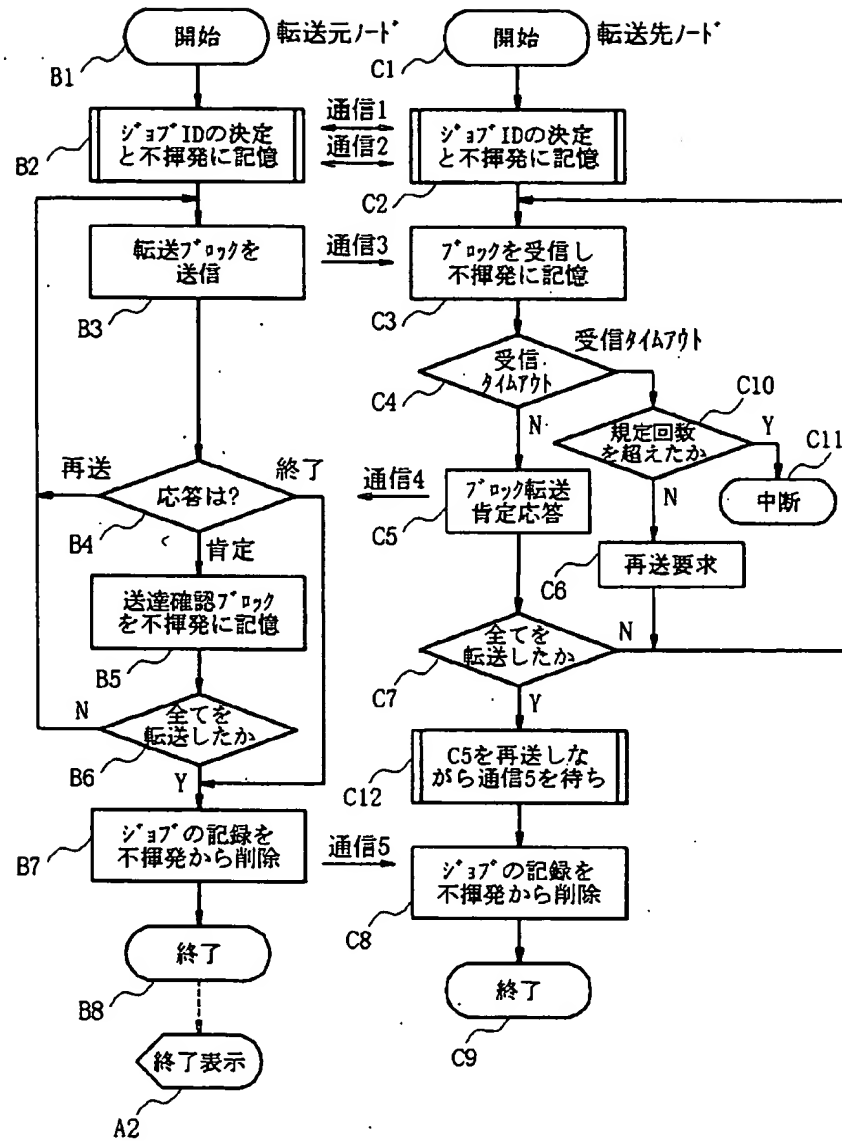 開始
転送元ノード
B1
開始
転送先ノード
C1
ジョブIDの決定
と不揮発に記憶
B2
通信1
通信2
ジョブIDの決定
と不揮発に記憶
C2
転送ブロックを
送信
B3
通信3
ブロックを受信し
不揮発に記憶
C3
受信
タイムアウト
C4
受信タイムアウト
N
規定回数
を超えたか
C10
Y
中断
C11
N
再送要求
C6
再送
応答は?
終了
B4
肯定
通信4
ブロック転送
肯定応答
C5
送達確認ブロック
を不揮発に記憶
B5
全てを
転送したか
N
B6
Y
全てを
転送したか
N
C7
Y
C5を再送しな
がら通信5を待ち
C12
ジョブの記録を
不揮発から削除
B7
通信5
ジョブの記録を
不揮発から削除
C8
終了
B8
終了
C9
終了表示
A2